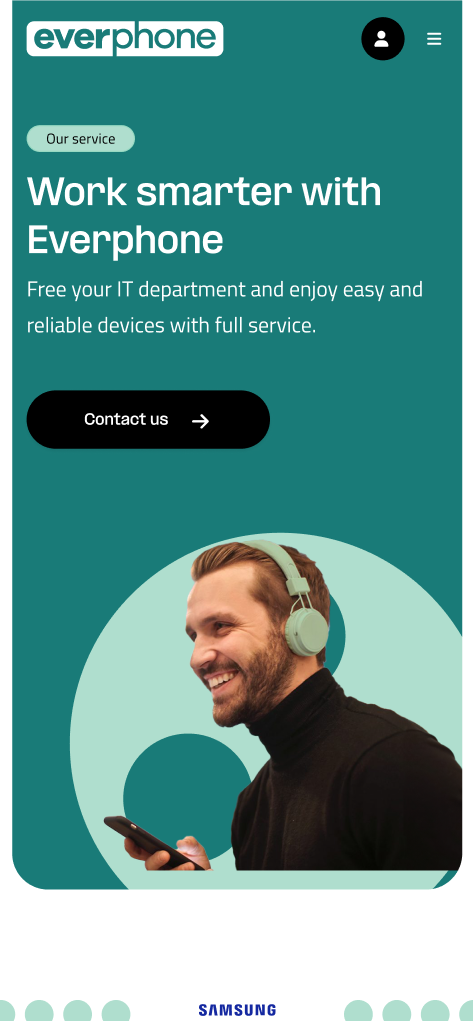 everphone
Our service
Work smarter with
Everphone
Free your IT department and enjoy easy and
reliable devices with full service.
Contact us
SAMSUNG